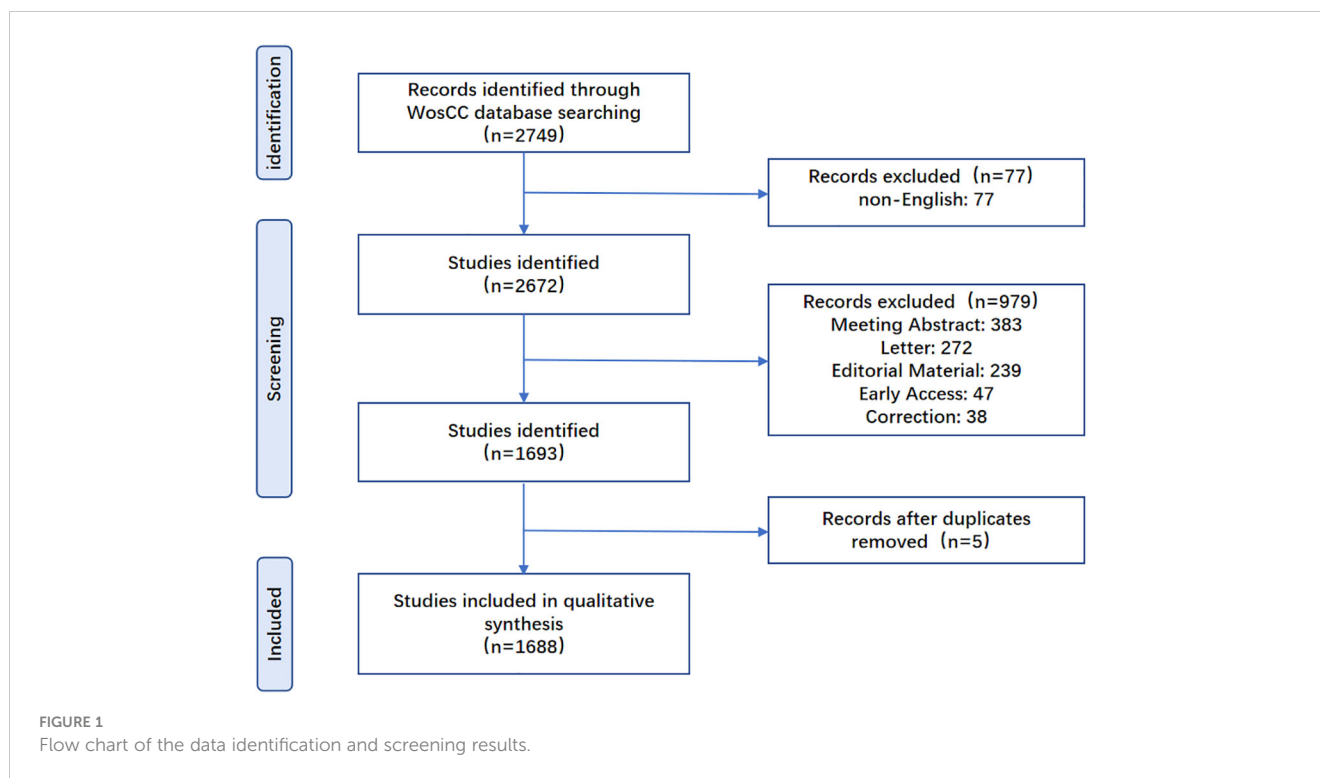 identification
Records identified through
WosCC database searching
(n=2749)
Records excluded (n=77)
non-English: 77
Screening
Studies identified
(n=2672)
Records excluded (n=979)
Meeting Abstract: 383
Letter: 272
Editorial Material: 239
Early Access: 47
Correction: 38
Studies identified
(n=1693)
Records after duplicates
removed (n=5)
Included
Studies included in qualitative
synthesis
(n=1688)
FIGURE 1
Flow chart of the data identification and screening results.